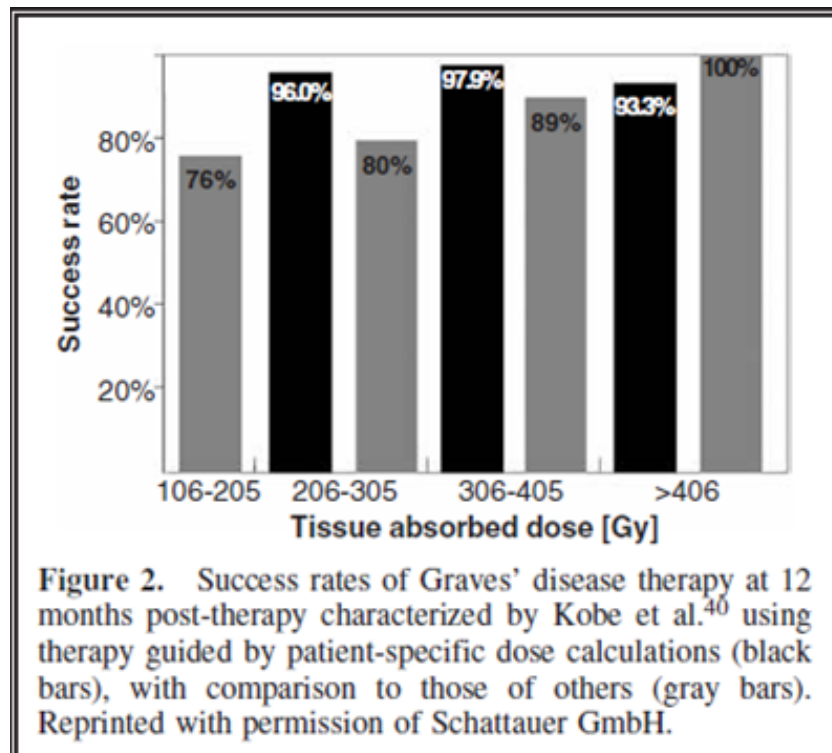 100%
97.9%
96.0%
93.3%
89%
80%
76%
80%
60%
40%
20%
Success rate
106-205 206-305 306-405 >406
Tissue absorbed dose [Gy]
Figure 2. Success rates of Graves' disease therapy at 12
months post-therapy characterized by Kobe et al.40 using
therapy guided by patient-specific dose calculations (black
bars), with comparison to those of others (gray bars).
Reprinted with permission of Schattauer GmbH.